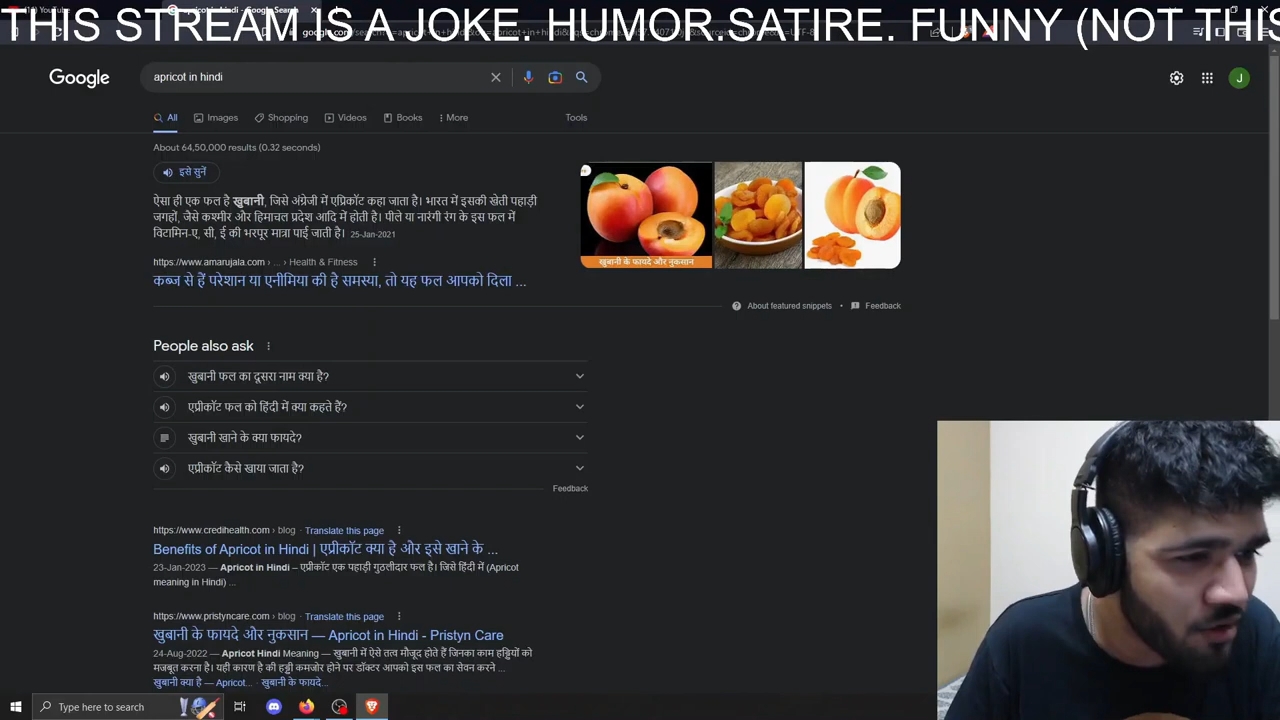 THIS STREAM IS A JOKE. HUMOR.SATIRE. FUNNY (NOT THIS
Google
apricot in hindi
J
All
Images
Shopping
Videos
Books
More
Tools
About 64,50,000 results (0.32 seconds)
इसे सुनें
ऐसा ही एक फल है खुबानी, जिसे अंग्रेजी में एप्रिकॉट कहा जाता है। भारत में इसकी खेती पहाड़ी
जगहों, जैसे कश्मीर और हिमाचल प्रदेश आदि में होती है। पीले या नारंगी रंग के इस फल में
विटामिन-ए, सी, ई की भरपूर मात्रा पाई जाती है। 25-Jan-2021
खुबानी के फायदे और नुकसान
https://www.amarujala.com › ... › Health & Fitness
कब्ज से हैं परेशान या एनीमिया की है समस्या, तो यह फल आपको दिला ...
About featured snippets • Feedback
People also ask
खुबानी फल का दूसरा नाम क्या है?
एप्रीकॉट फल को हिंदी में क्या कहते हैं?
खुबानी खाने के क्या फायदे?
एप्रीकॉट कैसे खाया जाता है?
Feedback
https://www.credihealth.com › blog · Translate this page
Benefits of Apricot in Hindi | एप्रीकॉट क्या है और इसे खाने के ...
23-Jan-2023 — Apricot in Hindi – एप्रीकॉट एक पहाड़ी गुठलीदार फल है। जिसे हिंदी में (Apricot
meaning in Hindi) ...
https://www.pristyncare.com › blog · Translate this page
खुबानी के फायदे और नुकसान — Apricot in Hindi - Pristyn Care
24-Aug-2022 — Apricot Hindi Meaning — खुबानी में ऐसे तत्व मौजूद होते हैं जिनका काम हड्डियों को
मजबूत करना है। यही कारण है की हड्डी कमजोर होने पर डॉक्टर आपको इस फल का सेवन करने ...
खुबानी क्या है — Apricot... · खुबानी के फायदे...
Type here to search